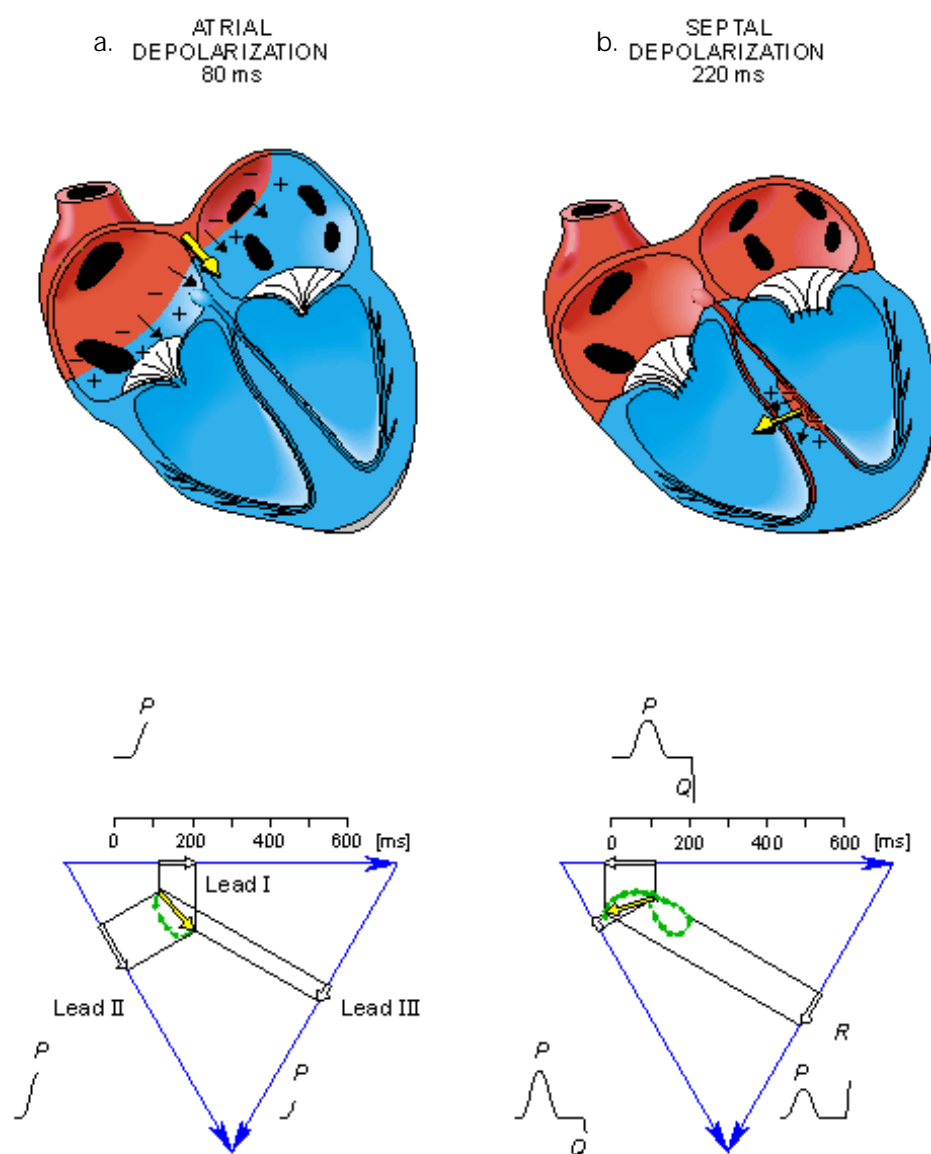 a.
ATRIAL
DEPOLARIZATION
80 ms
b.
SEPTAL
DEPOLARIZATION
220 ms
− + − + − + − + − +
+ − + −
P
0 200 400 600 [ms]
Lead I
Lead II
Lead III
P
P
P
Q
0 200 400 600 [ms]
R
P
Q
P